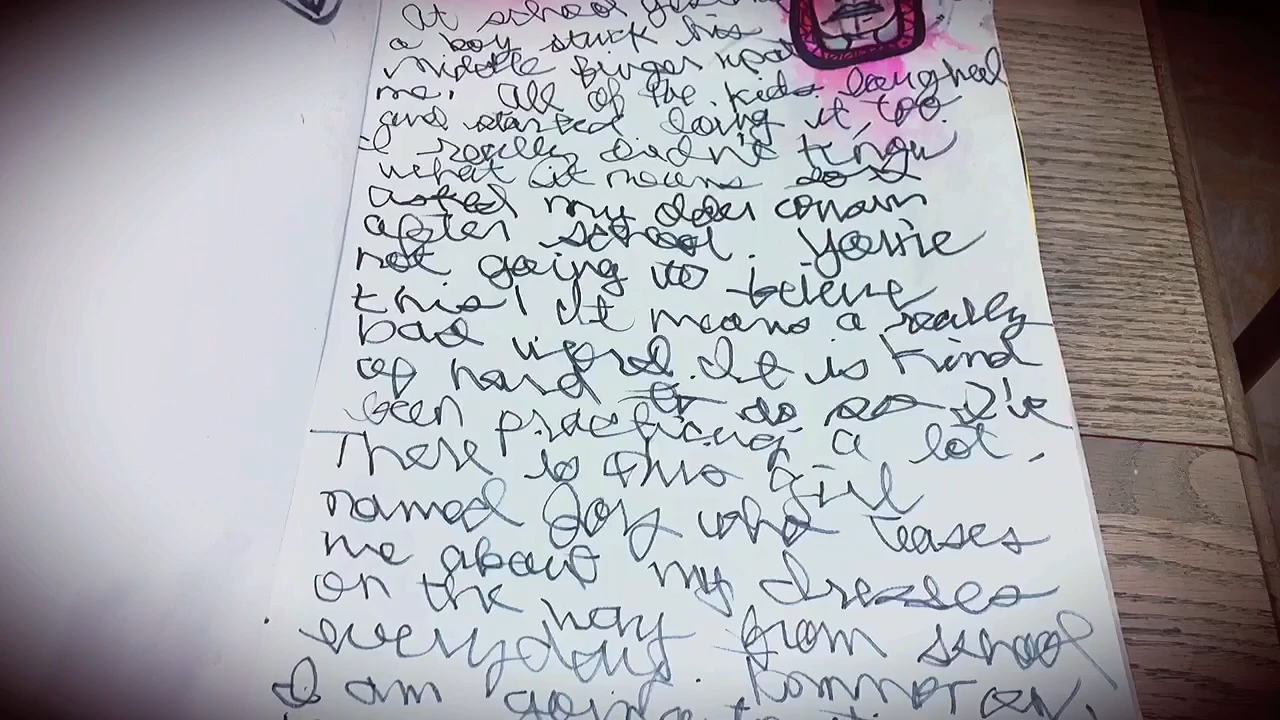 At school
a boy stuck his
middle finger up at
me. All of the kids laughed
and started doing it too.
I really didn't
what it means so I
asked my older cousin
after school. You're
not going to believe
this! It means a really
bad word. It is kind
of hard to do so I've
been practicing a lot.
There is this girl
named Joy who teases
me about my dresses
on the way from school
everyday.
I am going